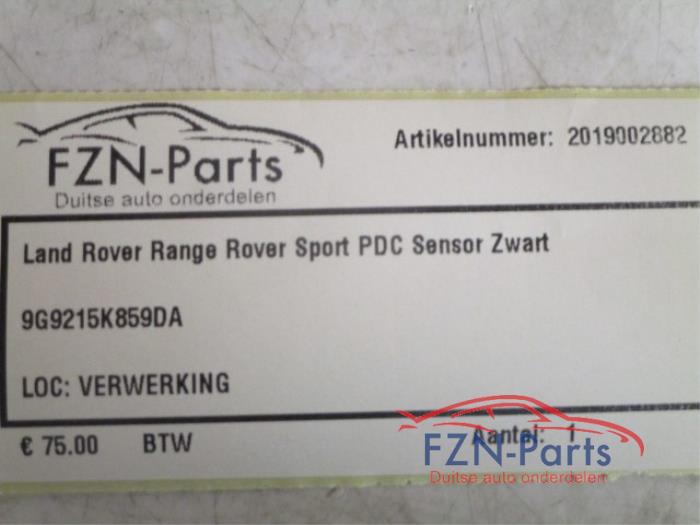 FZN-Parts
Duitse auto onderdelen
Artikelnummer: 2019002882
Land Rover Range Rover Sport PDC Sensor Zwart
9G9215K859DA
LOC: VERWERKING
€ 75.00 BTW Aantal: 1
FZN-Parts
Duitse auto onderdelen